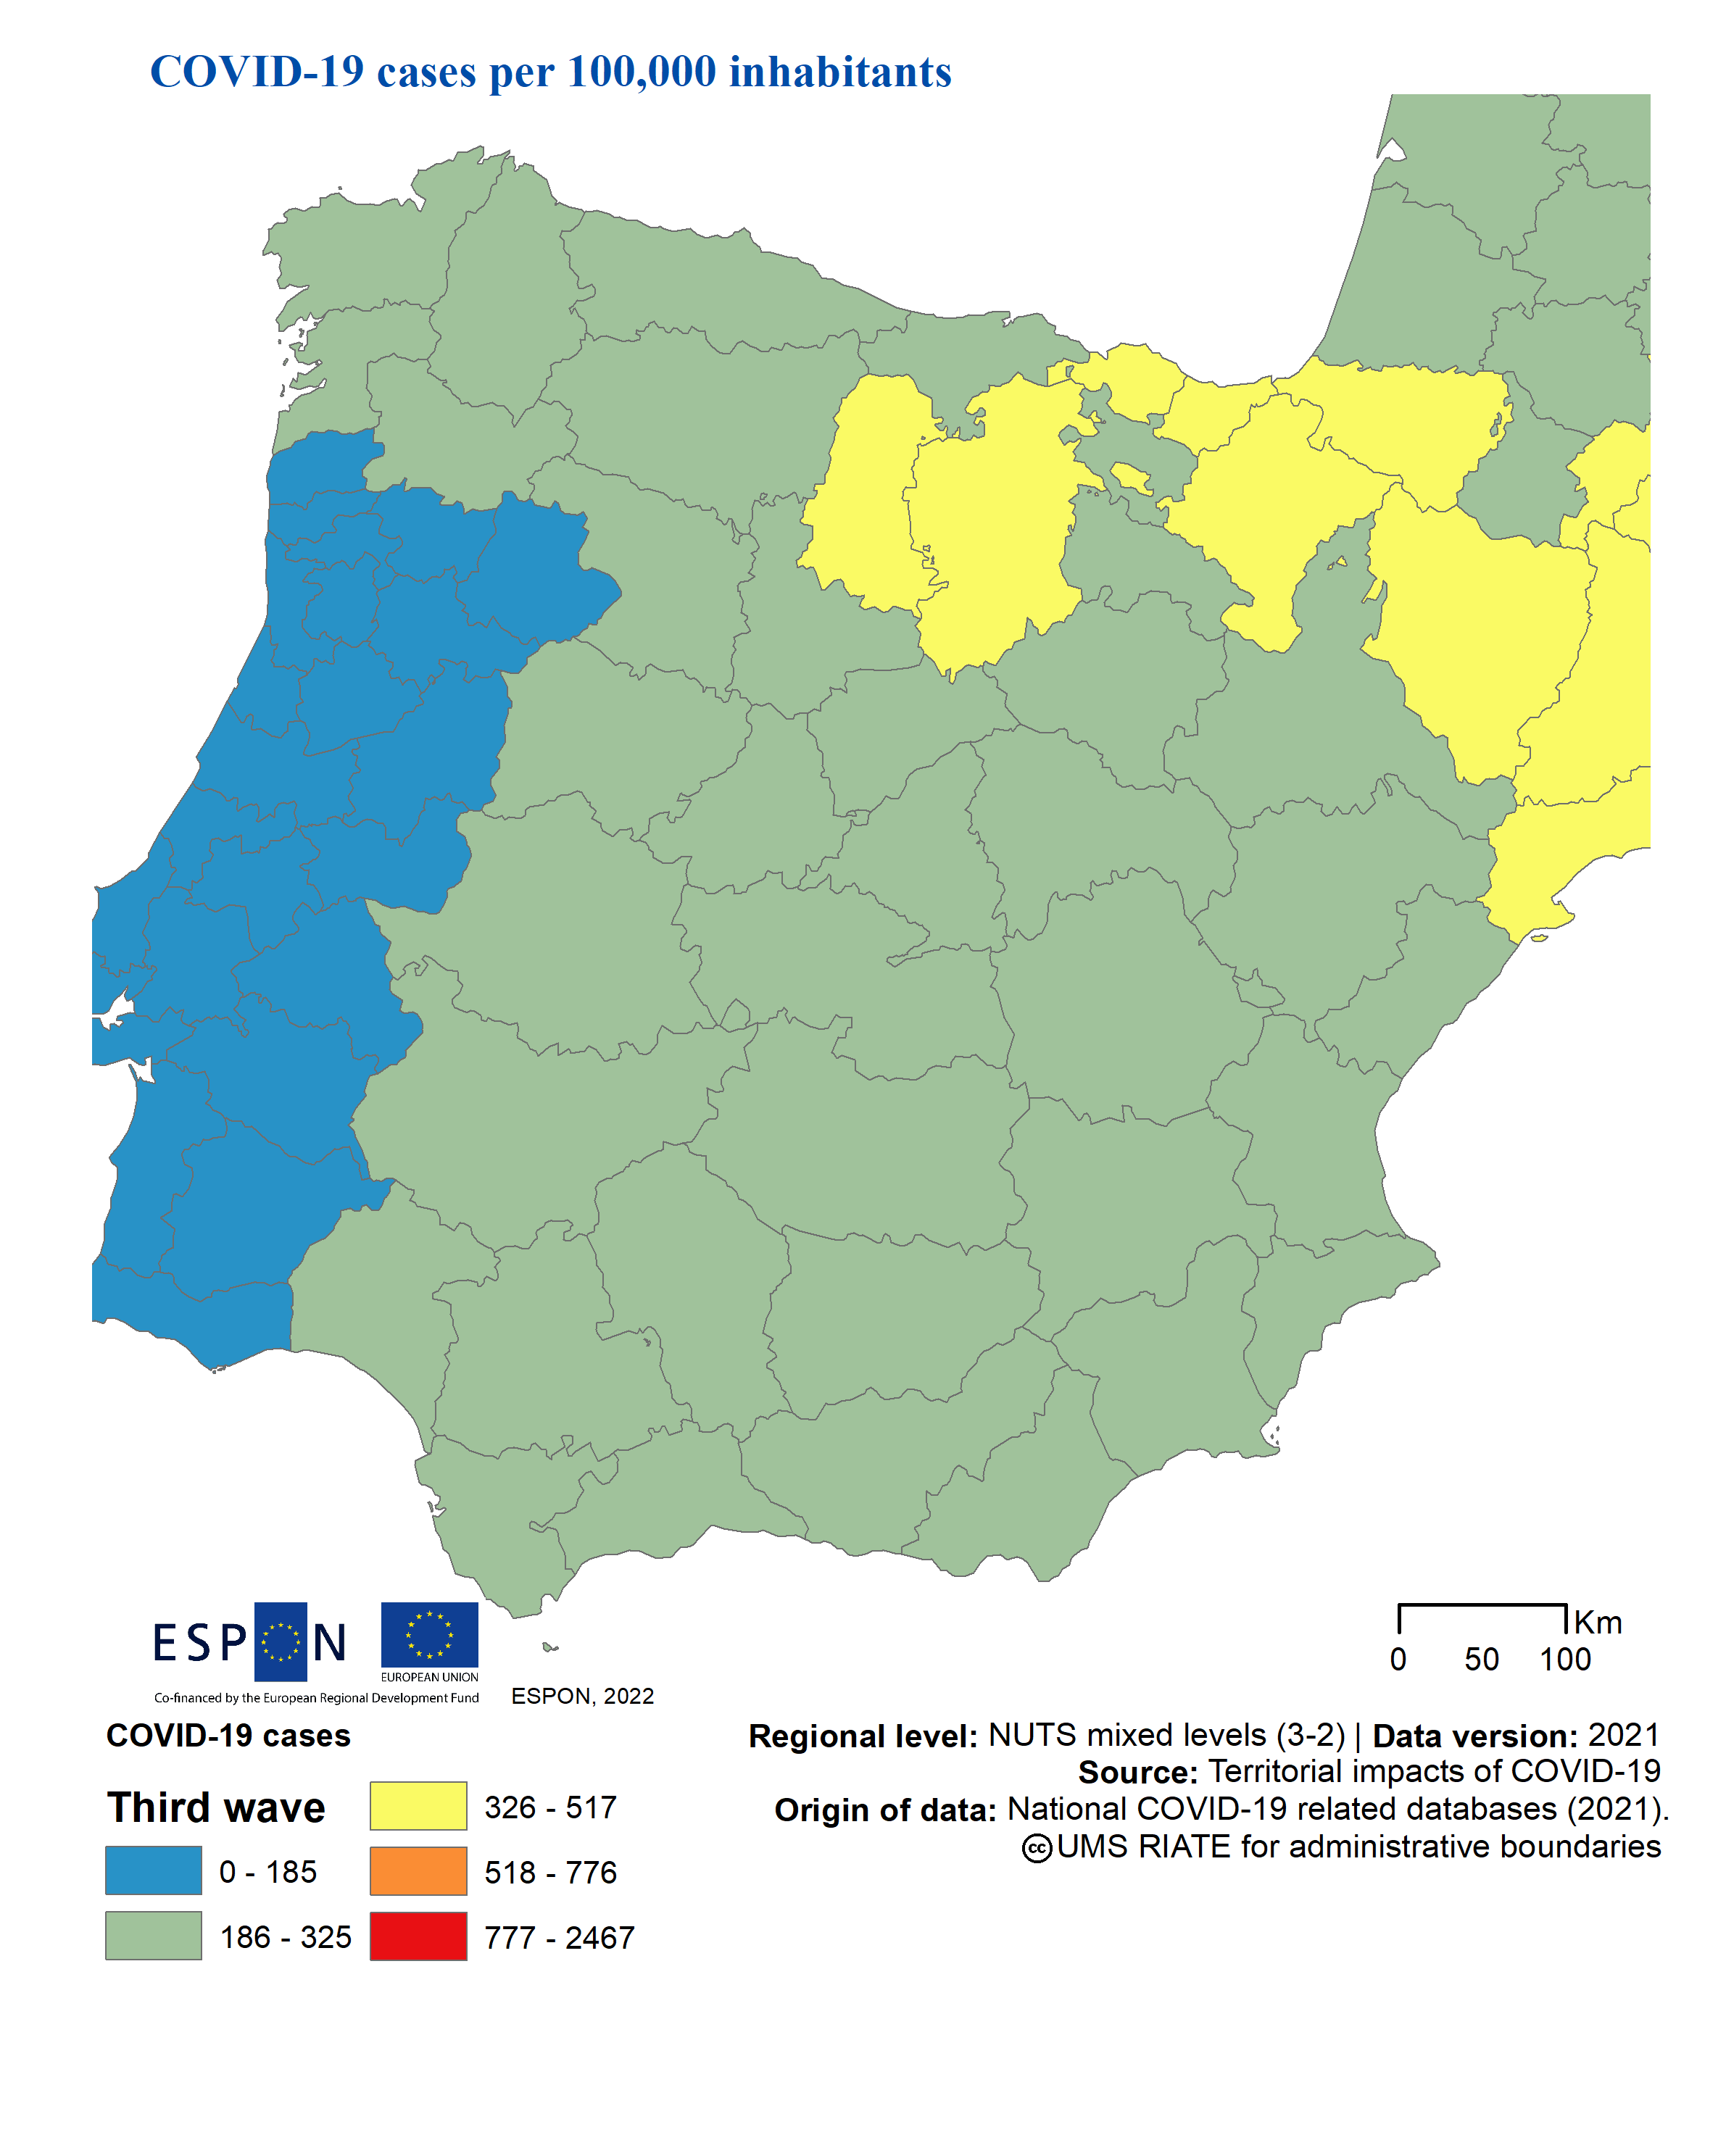 COVID-19 cases per 100,000 inhabitants
ESPON
EUROPEAN UNION
Co-financed by the European Regional Development Fund
ESPON, 2022
Km
0 50 100
COVID-19 cases
Third wave
0 - 185
186 - 325
326 - 517
518 - 776
777 - 2467
Regional level: NUTS mixed levels (3-2) | Data version: 2021
Source: Territorial impacts of COVID-19
Origin of data: National COVID-19 related databases (2021).
cc UMS RIATE for administrative boundaries